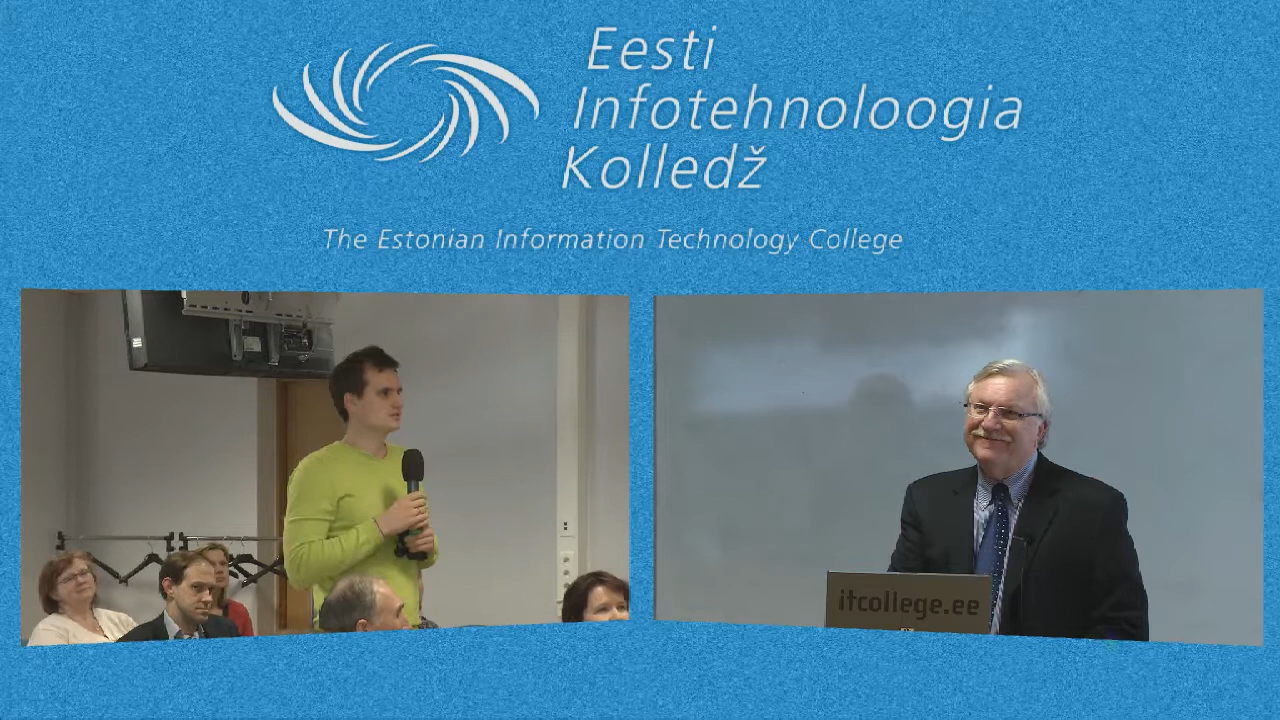 Eesti
Infotehnoloogia
Kolledž
The Estonian Information Technology College
itcollege.ee